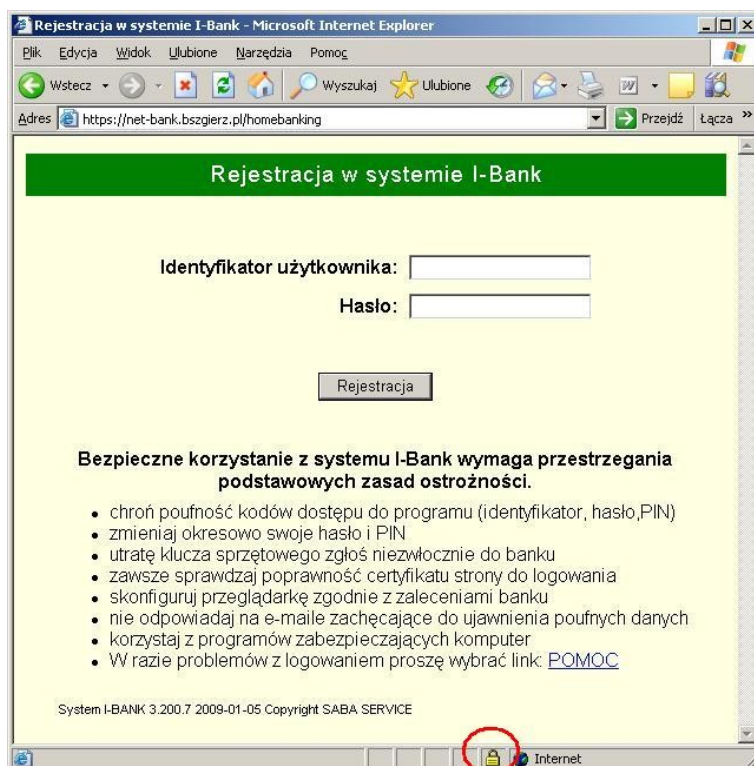 Rejestracja w systemie I-Bank - Microsoft Internet Explorer
Plik Edycja Widok Ulubione Narzędzia Pomoc
Wstecz Wyszukaj Ulubione
Adres https://net-bank.bszgierz.pl/homebanking Przejdź Łącza »
Rejestracja w systemie I-Bank
Identyfikator użytkownika:
Hasło:
Rejestracja
Bezpieczne korzystanie z systemu I-Bank wymaga przestrzegania
podstawowych zasad ostrożności.
• chroń poufność kodów dostępu do programu (identyfikator, hasło,PIN)
• zmieniaj okresowo swoje hasło i PIN
• utratę klucza sprzętowego zgłoś niezwłocznie do banku
• zawsze sprawdzaj poprawność certyfikatu strony do logowania
• skonfiguruj przeglądarkę zgodnie z zaleceniami banku
• nie odpowiadaj na e-maile zachęcające do ujawnienia poufnych danych
• korzystaj z programów zabezpieczających komputer
• W razie problemów z logowaniem proszę wybrać link: POMOC
System I-BANK 3.200.7 2009-01-05 Copyright SABA SERVICE
Internet